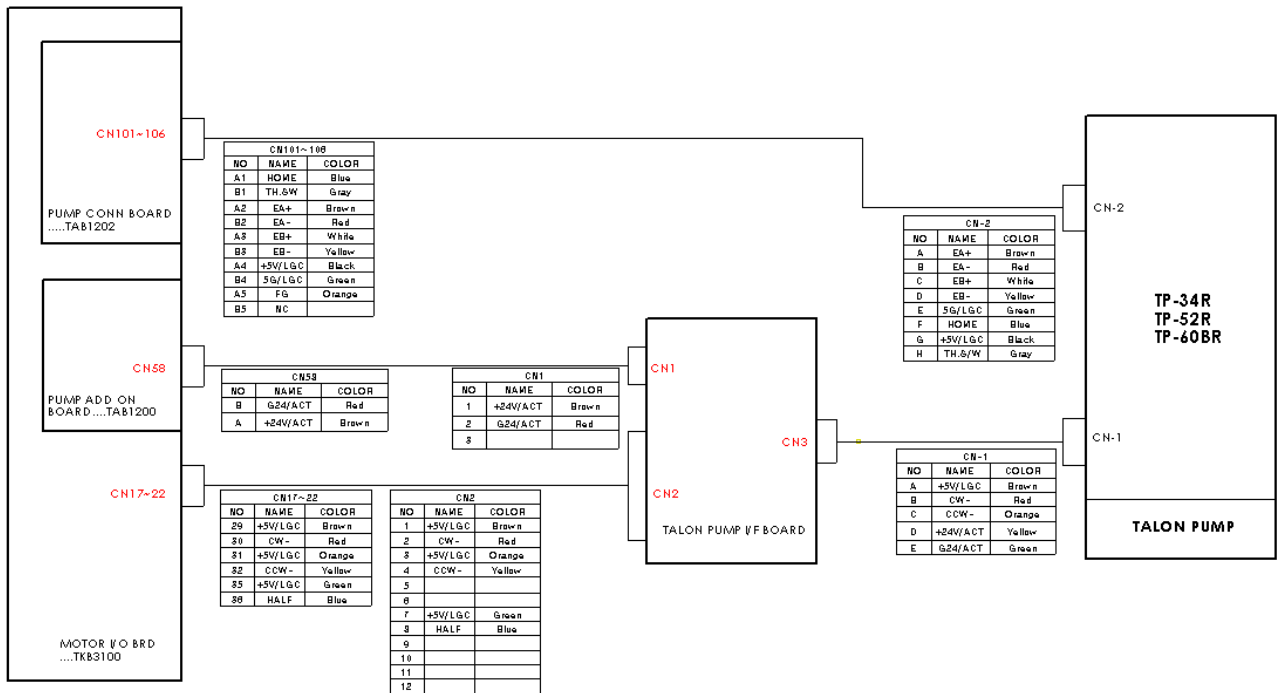 CN101~106
PUMP CONN BOARD
.....TAB1202
CN101~106
NO NAME COLOR
A1 HOME Blue
B1 TH.S/W Gray
A2 EA+ Brown
B2 EA- Red
A3 EB+ White
B3 EB- Yellow
A4 +5V/LGC Black
B4 5G/LGC Green
A5 FG Orange
B5 NC
CN-2
CN-2
NO NAME COLOR
A EA+ Brown
B EA- Red
C EB+ White
D EB- Yellow
E 5G/LGC Green
F HOME Blue
G +5V/LGC Black
H TH.S/W Gray
TP-34R
TP-52R
TP-60BR
CN58
PUMP ADD ON
BOARD....TAB1200
CN58
NO NAME COLOR
B G24/ACT Red
A +24V/ACT Brown
CN1
NO NAME COLOR
1 +24V/ACT Brown
2 G24/ACT Red
3
CN1
CN2
CN3
TALON PUMP I/F BOARD
CN-1
CN-1
NO NAME COLOR
A +5V/LGC Brown
B CW- Red
C CCW- Orange
D +24V/ACT Yellow
E G24/ACT Green
TALON PUMP
CN17~22
CN17~22
NO NAME COLOR
29 +5V/LGC Brown
30 CW- Red
31 +5V/LGC Orange
32 CCW- Yellow
35 +5V/LGC Green
36 HALF Blue
CN2
NO NAME COLOR
1 +5V/LGC Brown
2 CW- Red
3 +5V/LGC Orange
4 CCW- Yellow
5
6
7 +5V/LGC Green
8 HALF Blue
9
10
11
12
MOTOR I/O BRD
....TKB3100